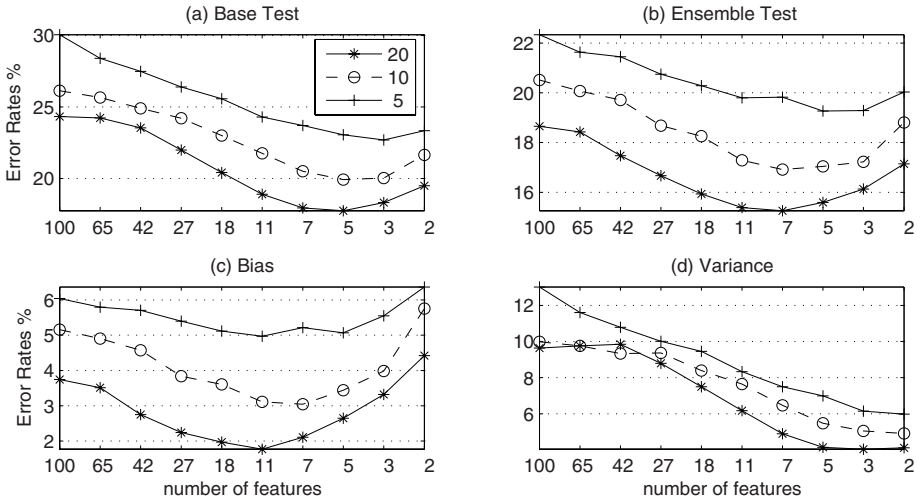 (a) Base Test
Error Rates %
30
25
20
20
10
5
100 65 42 27 18 11 7 5 3 2
(b) Ensemble Test
22
20
18
16
100 65 42 27 18 11 7 5 3 2
(c) Bias
Error Rates %
6
5
4
3
2
100 65 42 27 18 11 7 5 3 2
number of features
(d) Variance
12
10
8
6
100 65 42 27 18 11 7 5 3 2
number of features